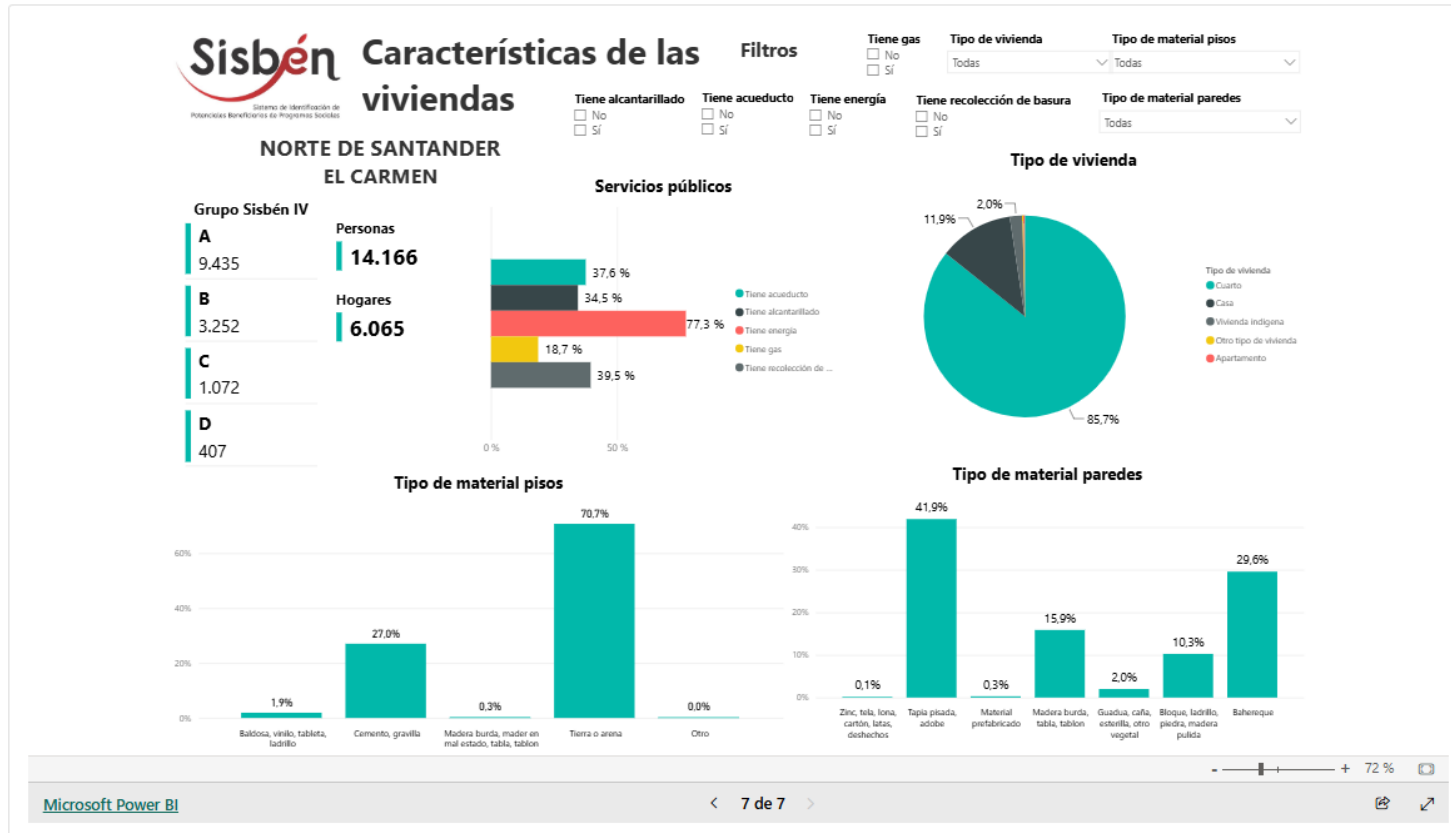 Sisbén
Sistema de Identificación de
Potenciales Beneficiarios de Programas Sociales
Características de las
viviendas
Filtros
Tiene gas
No
Sí
Tipo de vivienda
Todas
Tipo de material pisos
Todas
Tiene alcantarillado
No
Sí
Tiene acueducto
No
Sí
Tiene energía
No
Sí
Tiene recolección de basura
No
Sí
Tipo de material paredes
Todas
NORTE DE SANTANDER
EL CARMEN
Grupo Sisbén IV
A
9.435
B
3.252
C
1.072
D
407
Personas
14.166
Hogares
6.065
Servicios públicos
37,6 %
34,5 %
77,3 %
18,7 %
39,5 %
0 %
50 %
Tiene acueducto
Tiene alcantarillado
Tiene energía
Tiene gas
Tiene recolección de ...
Tipo de vivienda
2,0%
11,9%
85,7%
Tipo de vivienda
Cuarto
Casa
Vivienda indígena
Otro tipo de vivienda
Apartamento
Tipo de material pisos
60%
40%
20%
0%
1,9%
27,0%
0,3%
70,7%
0,0%
Baldosa, vinilo, tableta,
ladrillo
Cemento, gravilla
Madera burda, mader en
mal estado, tabla, tablon
Tierra o arena
Otro
Tipo de material paredes
40%
30%
20%
10%
0%
0,1%
41,9%
0,3%
15,9%
2,0%
10,3%
29,6%
Zinc, tela, lona,
cartón, latas,
deshechos
Tapia pisada,
adobe
Material
prefabricado
Madera burda,
tabla, tablon
Guadua, caña,
esterilla, otro
vegetal
Bloque, ladrillo,
piedra, madera
pulida
Bahereque
- + 72 %
Microsoft Power BI
7 de 7